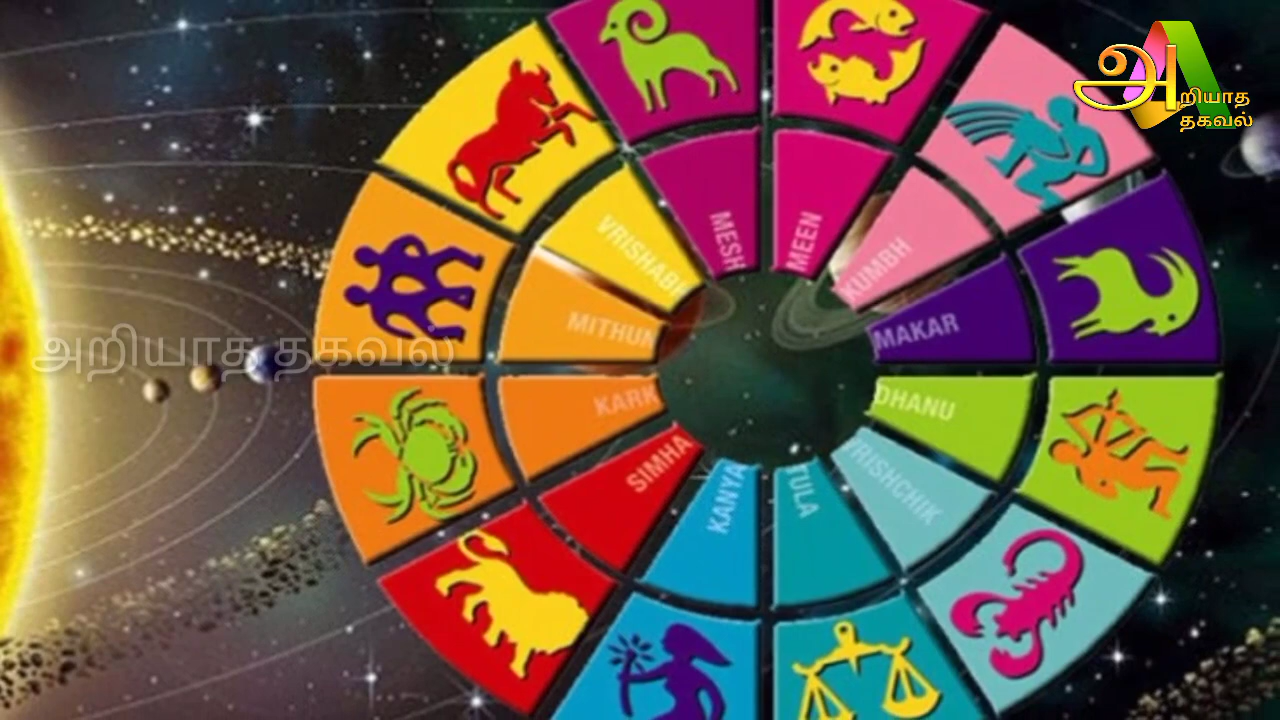 அறியாத
தகவல்
MESH
MEEN
VRISHABH
KUMBH
MITHUN
MAKAR
அறியாத தகவல்
KARK
DHANU
SIMHA
VRISHCHIK
KANYA
TULA